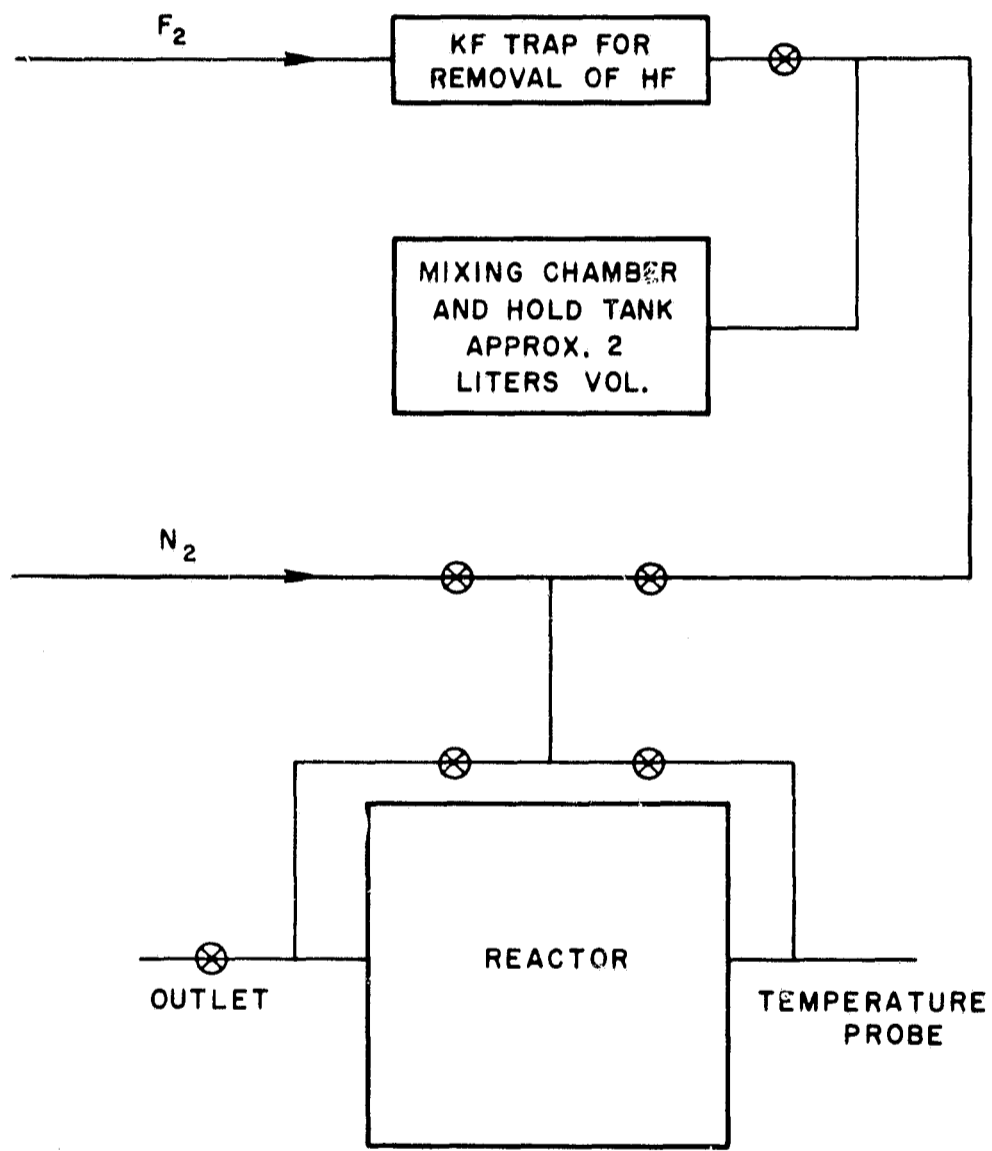 F2
KF TRAP FOR
REMOVAL OF HF
MIXING CHAMBER
AND HOLD TANK
APPROX. 2
LITERS VOL.
N2
REACTOR
OUTLET
TEMPERATURE
PROBE